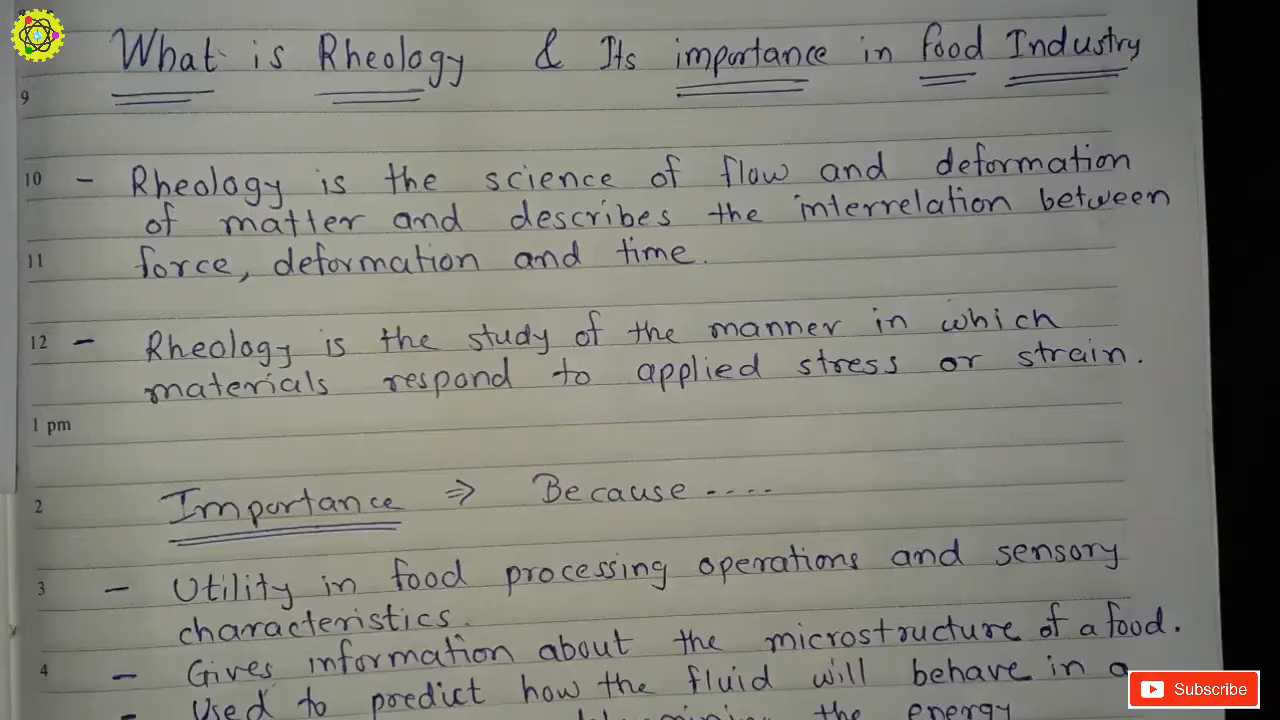 What is Rheology & Its importance in food Industry
9
10 - Rheology is the science of flow and deformation
of matter and describes the interrelation between
11 force, deformation and time.
12 - Rheology is the study of the manner in which
materials respond to applied stress or strain.
1 pm
2 Importance ⇒ Because ....
3 - Utility in food processing operations and sensory
characteristics.
4 - Gives information about the microstructure of a food.
- Used to predict how the fluid will behave in a
the energy
Subscribe